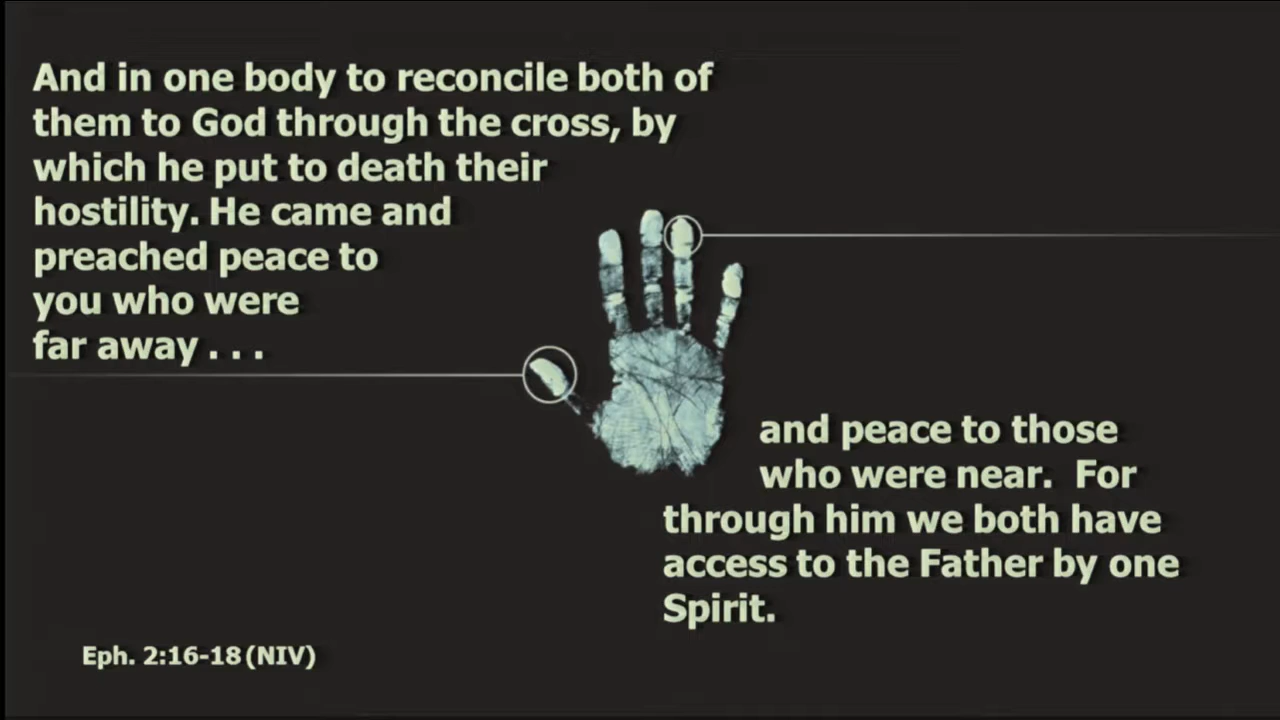 And in one body to reconcile both of
them to God through the cross, by
which he put to death their
hostility. He came and
preached peace to
you who were
far away . . .
and peace to those
who were near.  For
through him we both have
access to the Father by one
Spirit.
Eph. 2:16-18 (NIV)